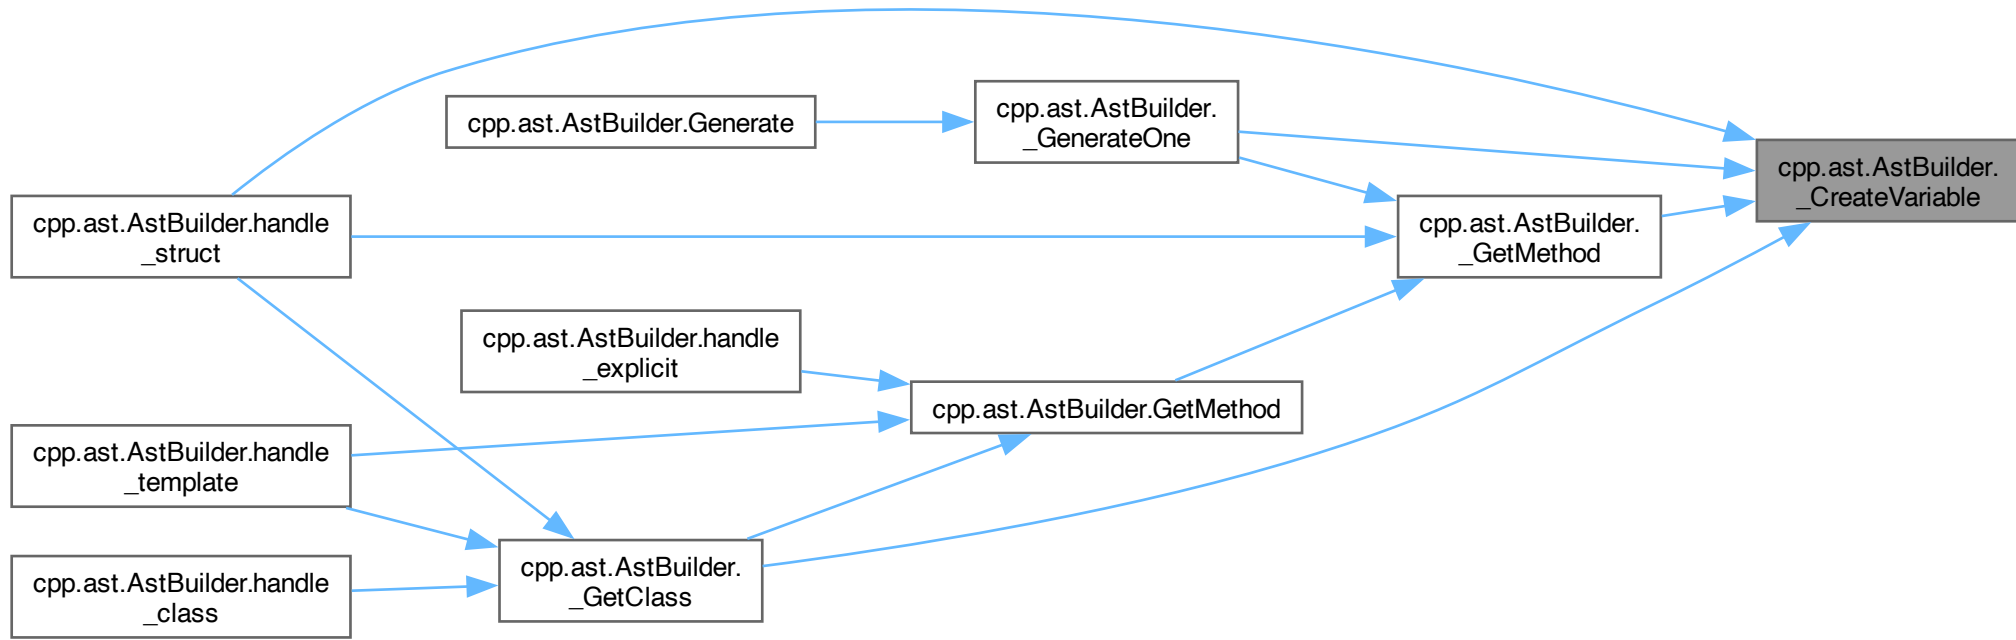 cpp.ast.AstBuilder.Generate
cpp.ast.AstBuilder.
_GenerateOne
cpp.ast.AstBuilder.
_CreateVariable
cpp.ast.AstBuilder.handle
_struct
cpp.ast.AstBuilder.
_GetMethod
cpp.ast.AstBuilder.handle
_explicit
cpp.ast.AstBuilder.GetMethod
cpp.ast.AstBuilder.handle
_template
cpp.ast.AstBuilder.handle
_class
cpp.ast.AstBuilder.
_GetClass